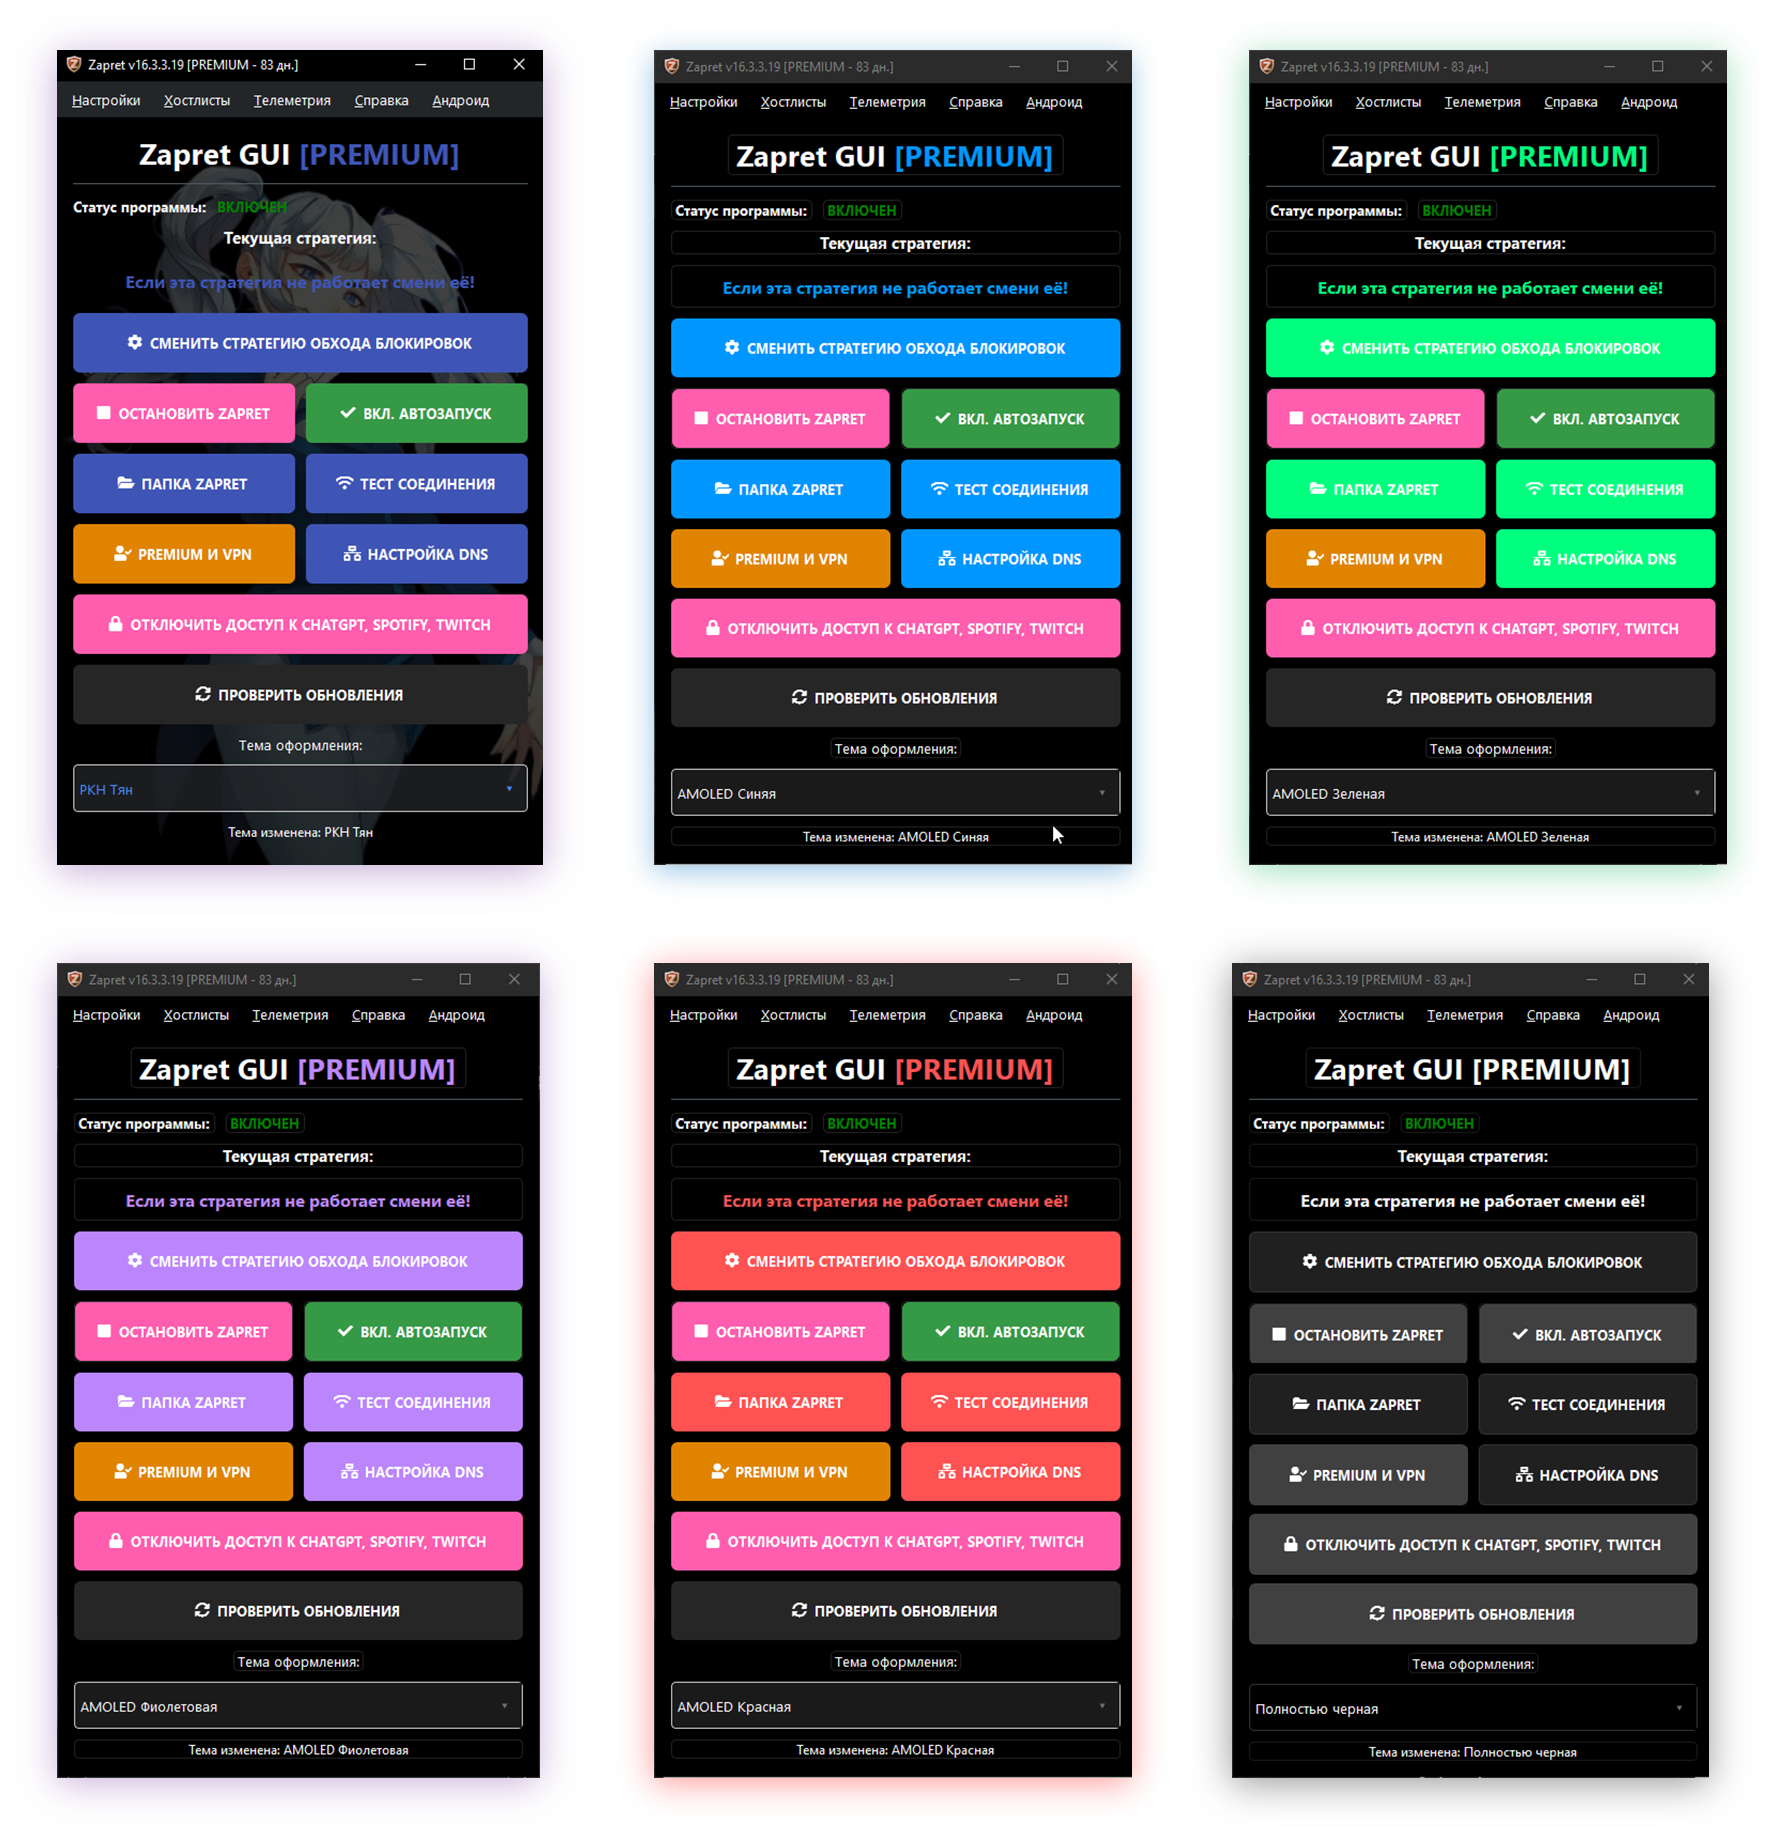 Zapret v16.3.3.19 [PREMIUM - 83 дн.]
Настройки Хостлисты Телеметрия Справка Андроид
Zapret GUI [PREMIUM]
Статус программы: ВКЛЮЧЕН
Текущая стратегия:
Если эта стратегия не работает смени её!
СМЕНИТЬ СТРАТЕГИЮ ОБХОДА БЛОКИРОВОК
ОСТАНОВИТЬ ZAPRET ВКЛ. АВТОЗАПУСК
ПАПКА ZAPRET ТЕСТ СОЕДИНЕНИЯ
PREMIUM И VPN НАСТРОЙКА DNS
ОТКЛЮЧИТЬ ДОСТУП К CHATGPT, SPOTIFY, TWITCH
ПРОВЕРИТЬ ОБНОВЛЕНИЯ
Тема оформления:
РКН Тян
Тема изменена: РКН Тян
Zapret v16.3.3.19 [PREMIUM - 83 дн.]
Настройки Хостлисты Телеметрия Справка Андроид
Zapret GUI [PREMIUM]
Статус программы: ВКЛЮЧЕН
Текущая стратегия:
Если эта стратегия не работает смени её!
СМЕНИТЬ СТРАТЕГИЮ ОБХОДА БЛОКИРОВОК
ОСТАНОВИТЬ ZAPRET ВКЛ. АВТОЗАПУСК
ПАПКА ZAPRET ТЕСТ СОЕДИНЕНИЯ
PREMIUM И VPN НАСТРОЙКА DNS
ОТКЛЮЧИТЬ ДОСТУП К CHATGPT, SPOTIFY, TWITCH
ПРОВЕРИТЬ ОБНОВЛЕНИЯ
Тема оформления:
AMOLED Синяя
Тема изменена: AMOLED Синяя
Zapret v16.3.3.19 [PREMIUM - 83 дн.]
Настройки Хостлисты Телеметрия Справка Андроид
Zapret GUI [PREMIUM]
Статус программы: ВКЛЮЧЕН
Текущая стратегия:
Если эта стратегия не работает смени её!
СМЕНИТЬ СТРАТЕГИЮ ОБХОДА БЛОКИРОВОК
ОСТАНОВИТЬ ZAPRET ВКЛ. АВТОЗАПУСК
ПАПКА ZAPRET ТЕСТ СОЕДИНЕНИЯ
PREMIUM И VPN НАСТРОЙКА DNS
ОТКЛЮЧИТЬ ДОСТУП К CHATGPT, SPOTIFY, TWITCH
ПРОВЕРИТЬ ОБНОВЛЕНИЯ
Тема оформления:
AMOLED Зеленая
Тема изменена: AMOLED Зеленая
Zapret v16.3.3.19 [PREMIUM - 83 дн.]
Настройки Хостлисты Телеметрия Справка Андроид
Zapret GUI [PREMIUM]
Статус программы: ВКЛЮЧЕН
Текущая стратегия:
Если эта стратегия не работает смени её!
СМЕНИТЬ СТРАТЕГИЮ ОБХОДА БЛОКИРОВОК
ОСТАНОВИТЬ ZAPRET ВКЛ. АВТОЗАПУСК
ПАПКА ZAPRET ТЕСТ СОЕДИНЕНИЯ
PREMIUM И VPN НАСТРОЙКА DNS
ОТКЛЮЧИТЬ ДОСТУП К CHATGPT, SPOTIFY, TWITCH
ПРОВЕРИТЬ ОБНОВЛЕНИЯ
Тема оформления:
AMOLED Фиолетовая
Тема изменена: AMOLED Фиолетовая
Zapret v16.3.3.19 [PREMIUM - 83 дн.]
Настройки Хостлисты Телеметрия Справка Андроид
Zapret GUI [PREMIUM]
Статус программы: ВКЛЮЧЕН
Текущая стратегия:
Если эта стратегия не работает смени её!
СМЕНИТЬ СТРАТЕГИЮ ОБХОДА БЛОКИРОВОК
ОСТАНОВИТЬ ZAPRET ВКЛ. АВТОЗАПУСК
ПАПКА ZAPRET ТЕСТ СОЕДИНЕНИЯ
PREMIUM И VPN НАСТРОЙКА DNS
ОТКЛЮЧИТЬ ДОСТУП К CHATGPT, SPOTIFY, TWITCH
ПРОВЕРИТЬ ОБНОВЛЕНИЯ
Тема оформления:
AMOLED Красная
Тема изменена: AMOLED Красная
Zapret v16.3.3.19 [PREMIUM - 83 дн.]
Настройки Хостлисты Телеметрия Справка Андроид
Zapret GUI [PREMIUM]
Статус программы: ВКЛЮЧЕН
Текущая стратегия:
Если эта стратегия не работает смени её!
СМЕНИТЬ СТРАТЕГИЮ ОБХОДА БЛОКИРОВОК
ОСТАНОВИТЬ ZAPRET ВКЛ. АВТОЗАПУСК
ПАПКА ZAPRET ТЕСТ СОЕДИНЕНИЯ
PREMIUM И VPN НАСТРОЙКА DNS
ОТКЛЮЧИТЬ ДОСТУП К CHATGPT, SPOTIFY, TWITCH
ПРОВЕРИТЬ ОБНОВЛЕНИЯ
Тема оформления:
Полностью черная
Тема изменена: Полностью черная